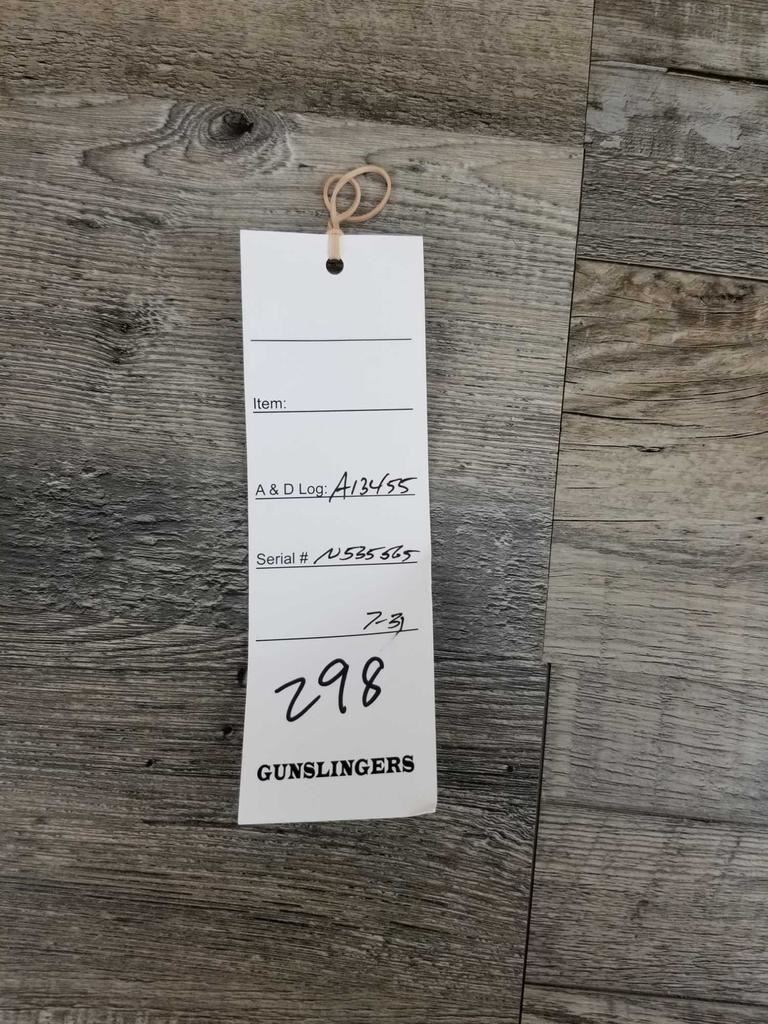 Item:
A & D Log: A13455
Serial # N535565
7-31
298
GUNSLINGERS